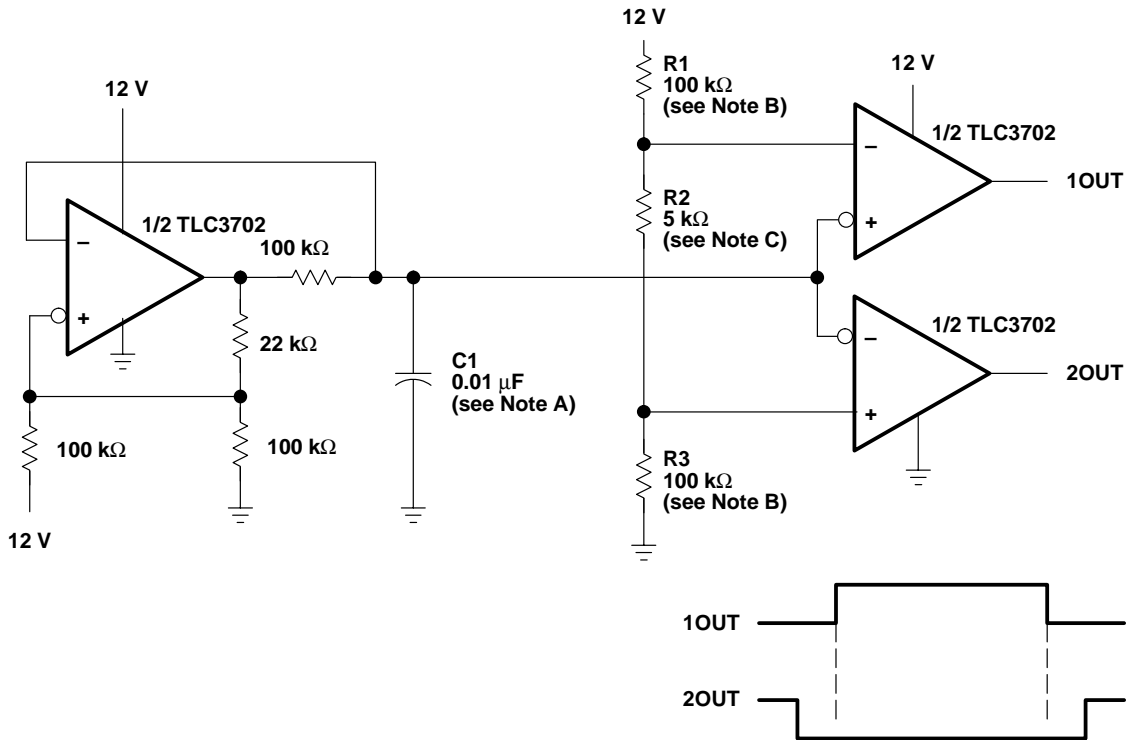 12 V
1/2 TLC3702
−
+
100 kΩ
22 kΩ
100 kΩ
100 kΩ
12 V
C1
0.01 μF
(see Note A)
12 V
R1
100 kΩ
(see Note B)
R2
5 kΩ
(see Note C)
R3
100 kΩ
(see Note B)
12 V
1/2 TLC3702
−
+
1OUT
1/2 TLC3702
−
+
2OUT
1OUT
2OUT